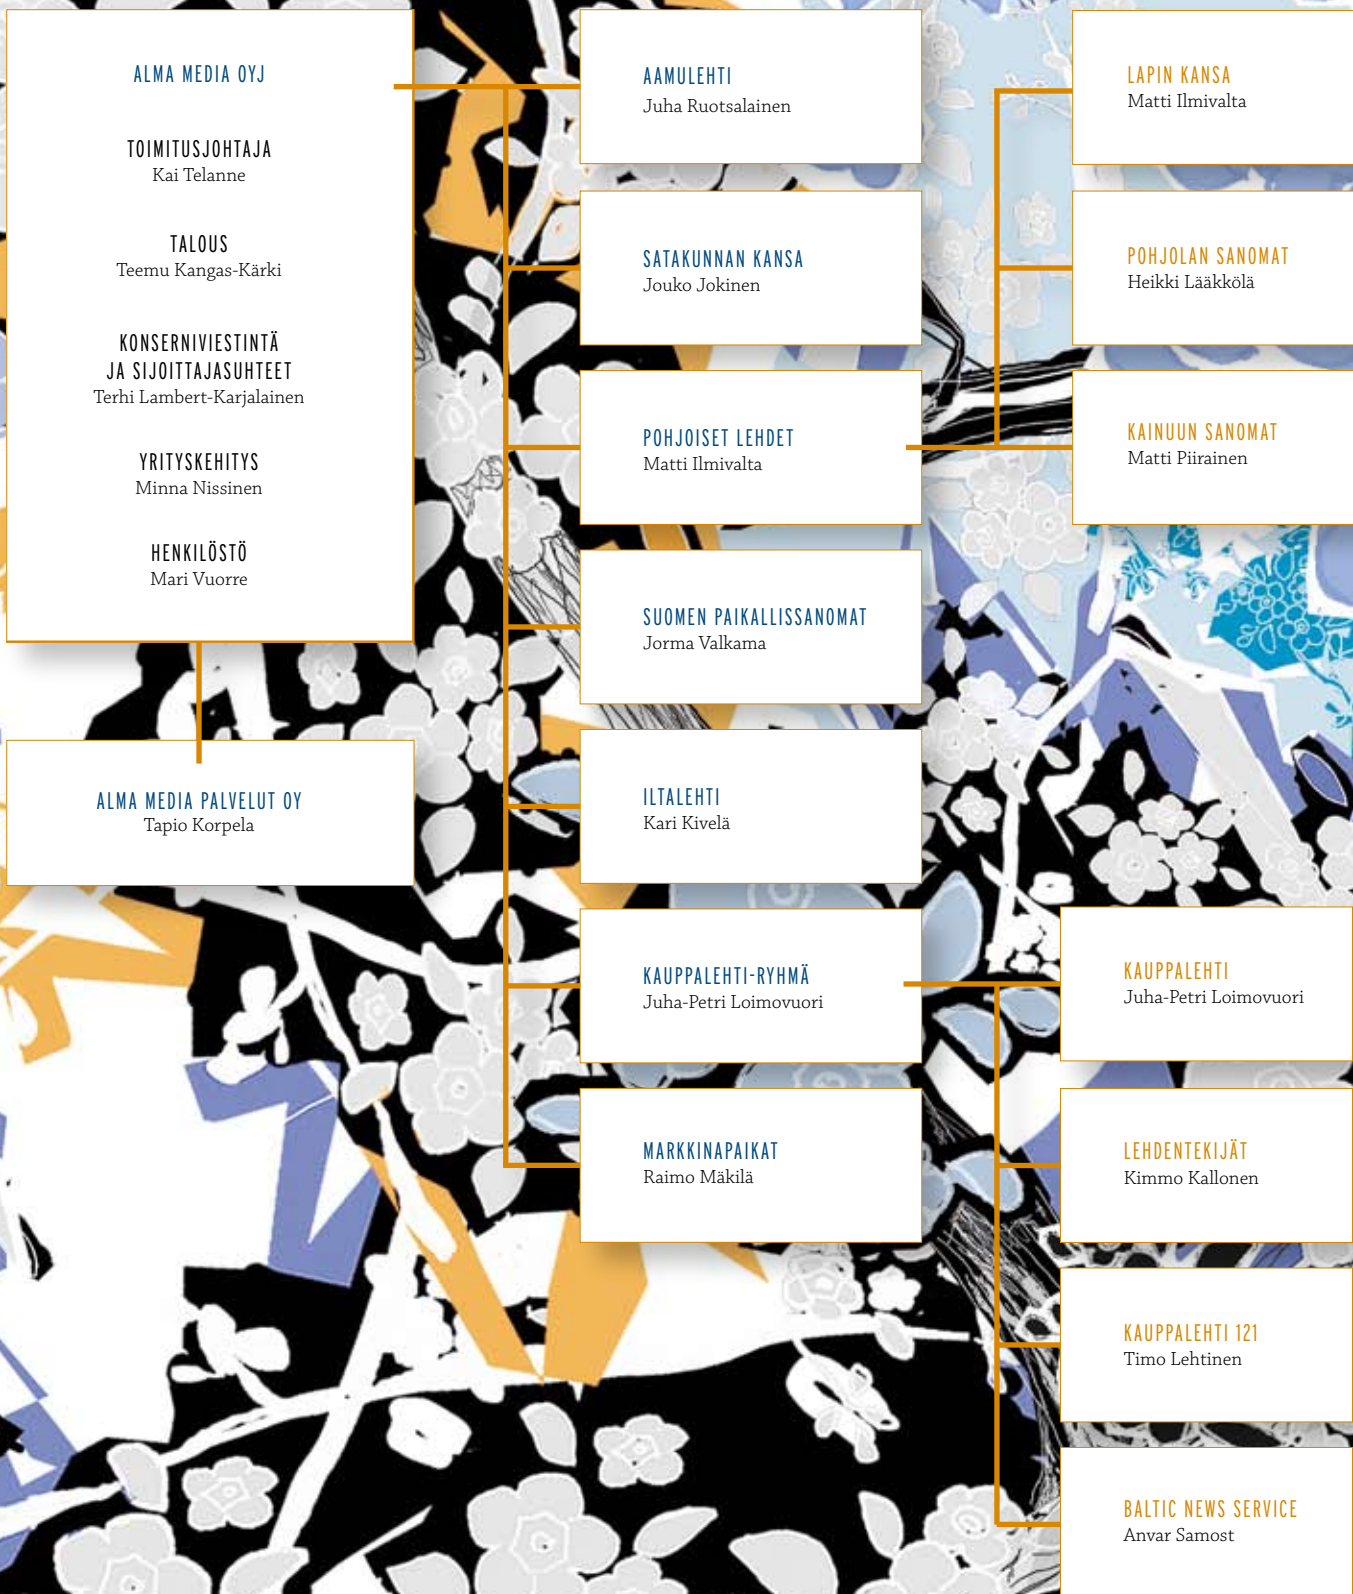 ALMA MEDIA OYJ
TOIMITUSJOHTAJA
Kai Telanne
TALOUS
Teemu Kangas-Kärki
KONSERNIVIESTINTÄ
JA SIJOITTAJASUHTEET
Terhi Lambert-Karjalainen
YRITYSKEHITYS
Minna Nissinen
HENKILÖSTÖ
Mari Vuorre
ALMA MEDIA PALVELUT OY
Tapio Korpela
AAMULEHTI
Juha Ruotsalainen
SATAKUNNAN KANSA
Jouko Jokinen
POHJOISET LEHDET
Matti Ilmivalta
SUOMEN PAIKALLISSANOMAT
Jorma Valkama
ILTALEHTI
Kari Kivelä
KAUPPALEHTI-RYHMÄ
Juha-Petri Loimovuori
MARKKINAPAIKAT
Raimo Mäkilä
LAPIN KANSA
Matti Ilmivalta
POHJOLAN SANOMAT
Heikki Lääkkölä
KAINUUN SANOMAT
Matti Piirainen
KAUPPALEHTI
Juha-Petri Loimovuori
LEHDENTEKIJÄT
Kimmo Kallonen
KAUPPALEHTI 121
Timo Lehtinen
BALTIC NEWS SERVICE
Anvar Samost